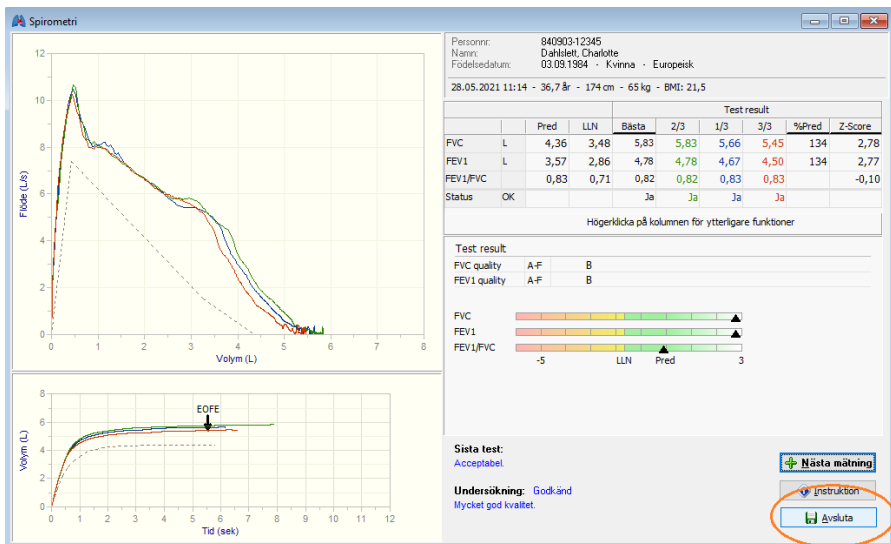 Spirometri
Personnr: 840903-12345
Namn: Dahlslett, Charlotte
Födelsedatum: 03.09.1984 - Kvinna - Europeisk
28.05.2021 11:14 - 36,7 år - 174 cm - 65 kg - BMI: 21,5
Test result
Pred LLN Bästa 2/3 1/3 3/3 %Pred Z-Score
FVC L 4,36 3,48 5,83 5,83 5,66 5,45 134 2,78
FEV1 L 3,57 2,86 4,78 4,78 4,67 4,50 134 2,77
FEV1/FVC 0,83 0,71 0,82 0,82 0,83 0,83 -0,10
Status OK Ja Ja Ja Ja
Högerklicka på kolumnen för ytterligare funktioner
Test result
FVC quality A-F B
FEV1 quality A-F B
FVC
FEV1
FEV1/FVC
-5 LLN Pred 3
Flöde (L/s)
12
10
8
6
4
2
0
0 1 2 3 4 5 6 7 8
Volym (L)
Volym (L)
8
6
4
2
0
EOFE
0 1 2 3 4 5 6 7 8 9 10 11 12
Tid (sek)
Sista test:
Acceptabel.
Undersökning: Godkänd
Mycket god kvalitet.
Nästa mätning
Instruktion
Avsluta